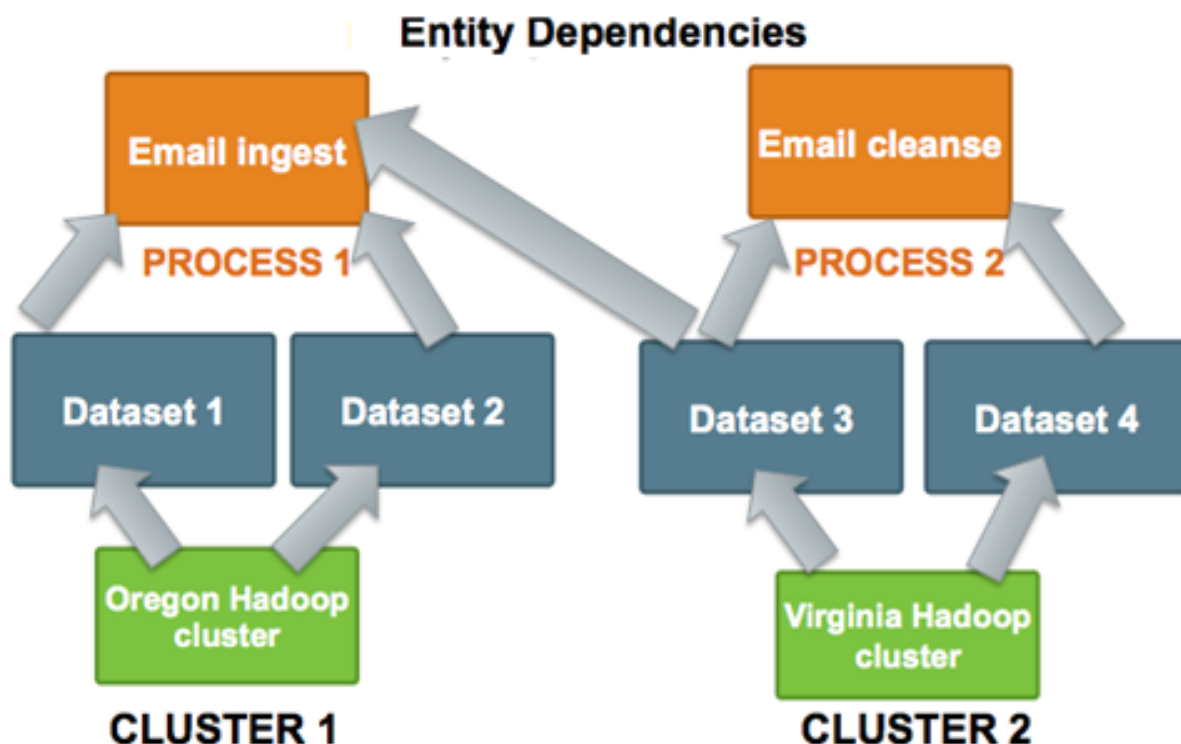 Entity Dependencies
Email ingest
Email cleanse
PROCESS 1
PROCESS 2
Dataset 1
Dataset 2
Dataset 3
Dataset 4
Oregon Hadoop
cluster
Virginia Hadoop
cluster
CLUSTER 1
CLUSTER 2